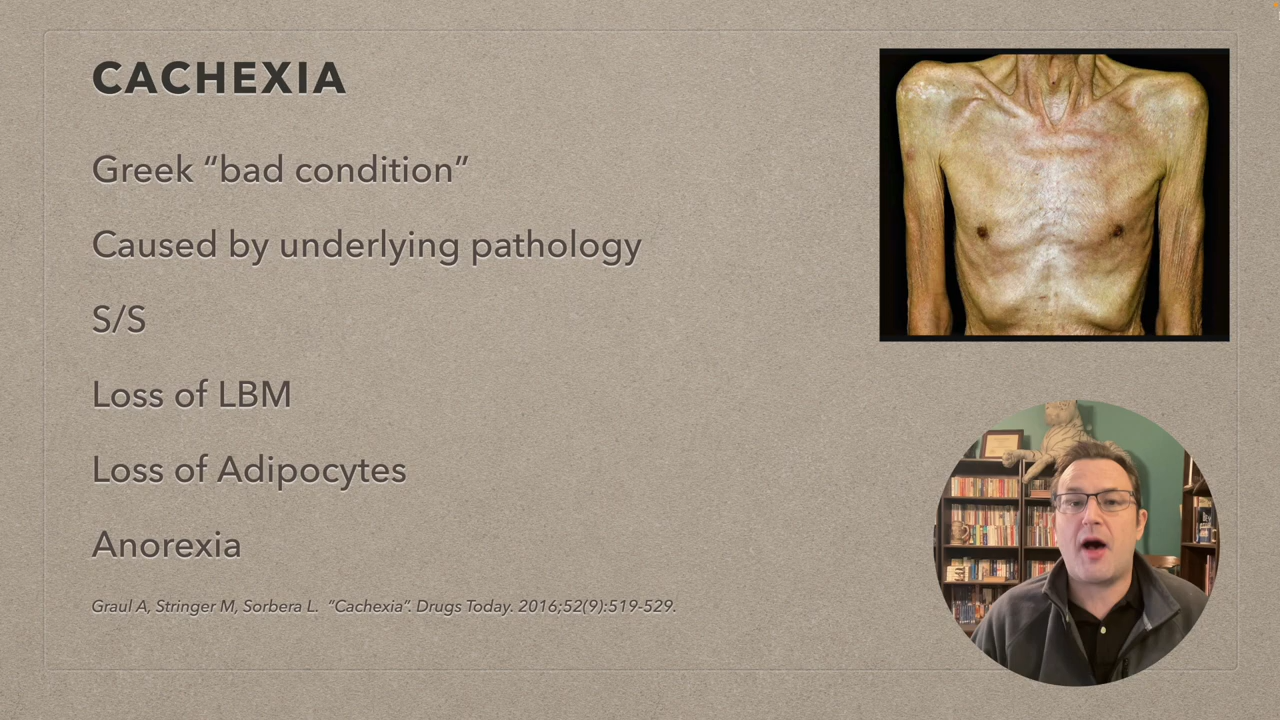 CACHEXIA
Greek “bad condition”
Caused by underlying pathology
S/S
Loss of LBM
Loss of Adipocytes
Anorexia
Graul A, Stringer M, Sorbera L. “Cachexia”. Drugs Today. 2016;52(9):519-529.